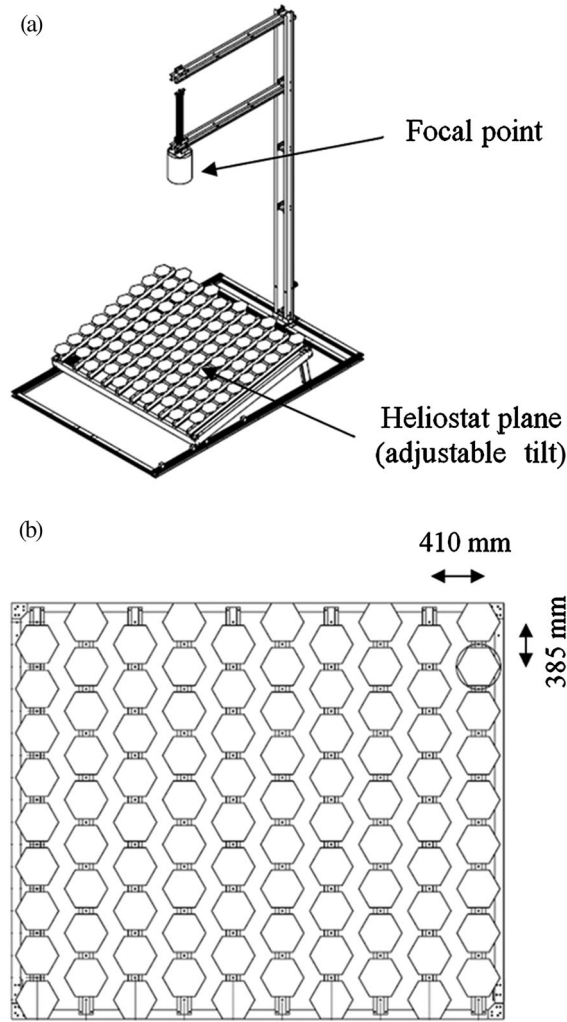 (a)
Focal point
Heliostat plane
(adjustable tilt)
(b)
410 mm
385 mm